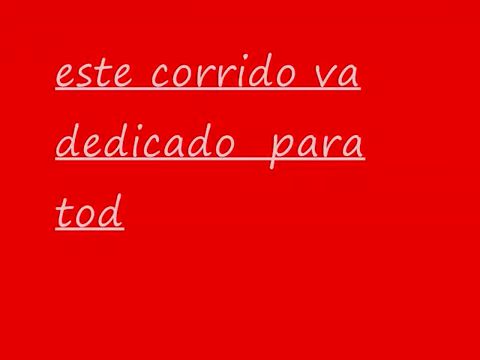 este corrido va
dedicado para
tod